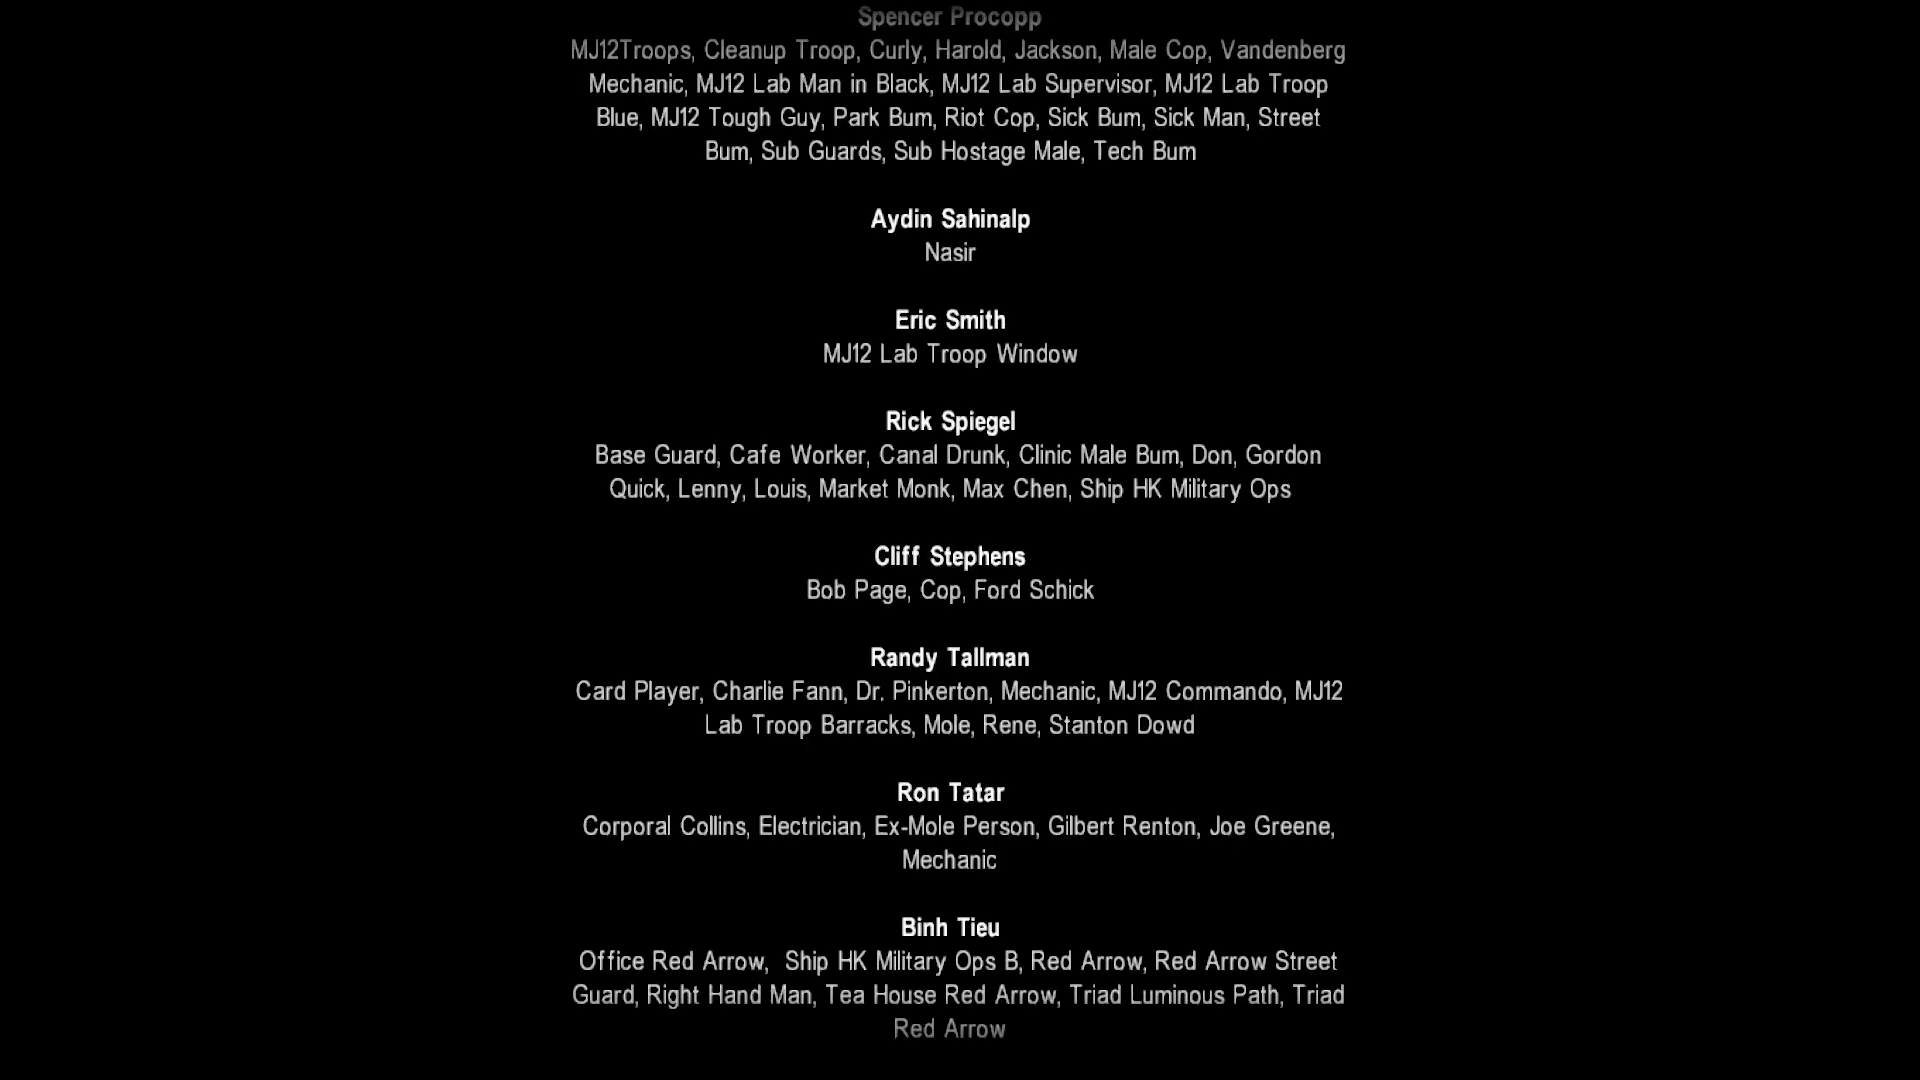 Spencer Procopp
MJ12Troops, Cleanup Troop, Curly, Harold, Jackson, Male Cop, Vandenberg
Mechanic, MJ12 Lab Man in Black, MJ12 Lab Supervisor, MJ12 Lab Troop
Blue, MJ12 Tough Guy, Park Bum, Riot Cop, Sick Bum, Sick Man, Street
Bum, Sub Guards, Sub Hostage Male, Tech Bum
Aydin Sahinalp
Nasir
Eric Smith
MJ12 Lab Troop Window
Rick Spiegel
Base Guard, Cafe Worker, Canal Drunk, Clinic Male Bum, Don, Gordon
Quick, Lenny, Louis, Market Monk, Max Chen, Ship HK Military Ops
Cliff Stephens
Bob Page, Cop, Ford Schick
Randy Tallman
Card Player, Charlie Fann, Dr. Pinkerton, Mechanic, MJ12 Commando, MJ12
Lab Troop Barracks, Mole, Rene, Stanton Dowd
Ron Tatar
Corporal Collins, Electrician, Ex-Mole Person, Gilbert Renton, Joe Greene,
Mechanic
Binh Tieu
Office Red Arrow,  Ship HK Military Ops B, Red Arrow, Red Arrow Street
Guard, Right Hand Man, Tea House Red Arrow, Triad Luminous Path, Triad
Red Arrow